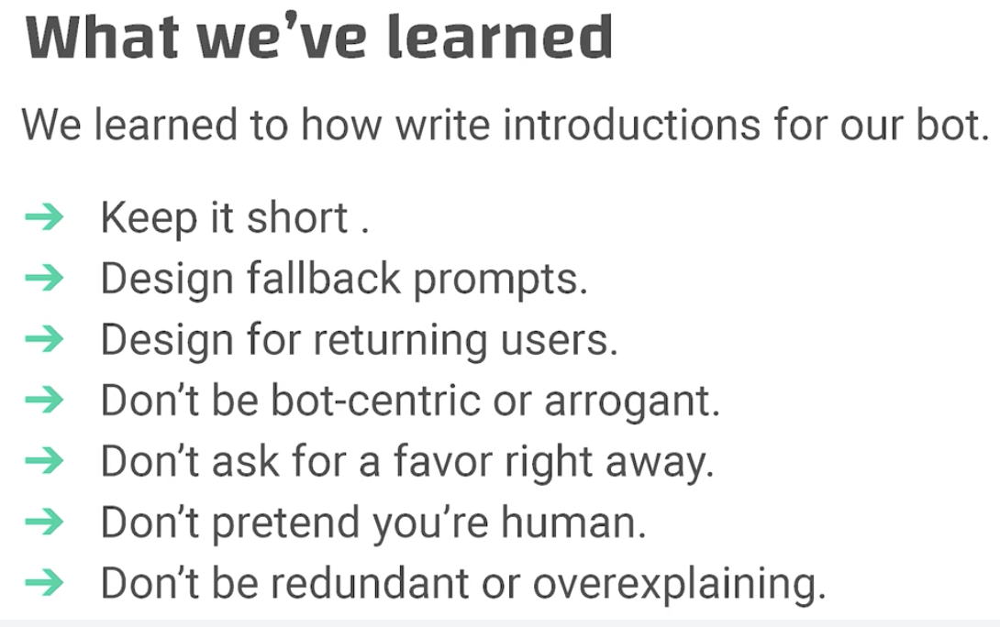 What we’ve learned
We learned to how write introductions for our bot.
➔ Keep it short .
➔ Design fallback prompts.
➔ Design for returning users.
➔ Don’t be bot-centric or arrogant.
➔ Don’t ask for a favor right away.
➔ Don’t pretend you’re human.
➔ Don’t be redundant or overexplaining.